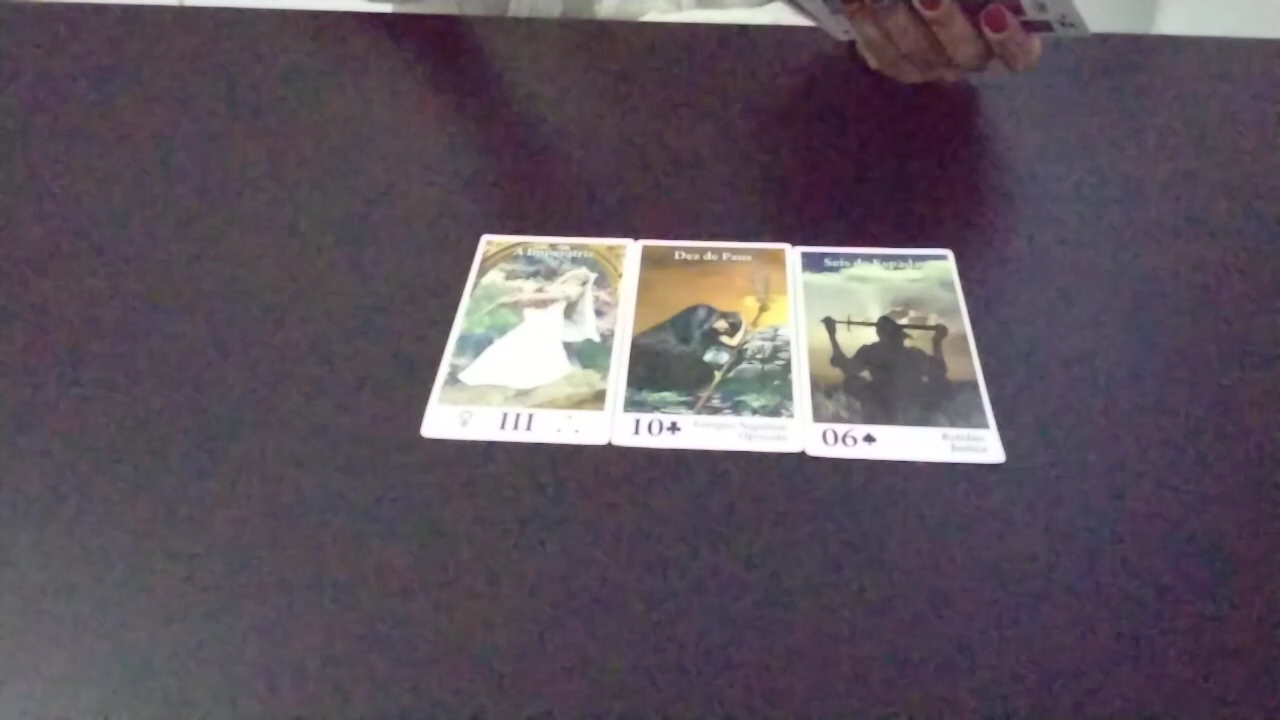 A Imperatriz
Dez de Paus
Seis de Espadas
III
10♣
06♠